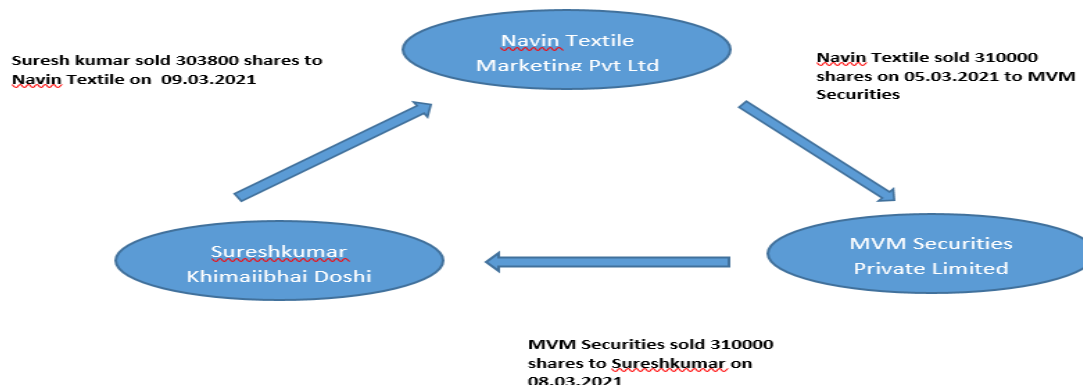 Navin Textile
Marketing Pvt Ltd
Suresh kumar sold 303800 shares to
Navin Textile on 09.03.2021
Navin Textile sold 310000
shares on 05.03.2021 to MVM
Securities
Sureshkumar
Khimajibhai Doshi
MVM Securities
Private Limited
MVM Securities sold 310000
shares to Sureshkumar on
08.03.2021